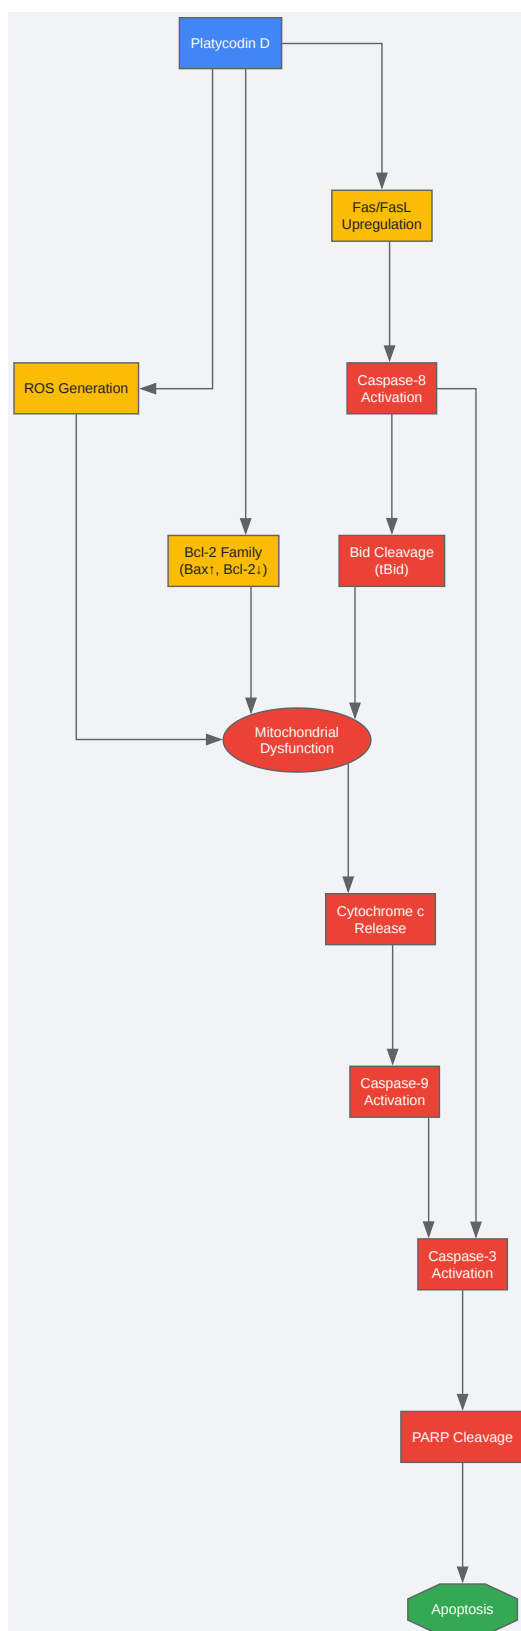 Platycodin D
Fas/FasL
Upregulation
ROS Generation
Caspase-8
Activation
Bcl-2 Family
(Bax↑, Bcl-2↓)
Bid Cleavage
(tBid)
Mitochondrial
Dysfunction
Cytochrome c
Release
Caspase-9
Activation
Caspase-3
Activation
PARP Cleavage
Apoptosis